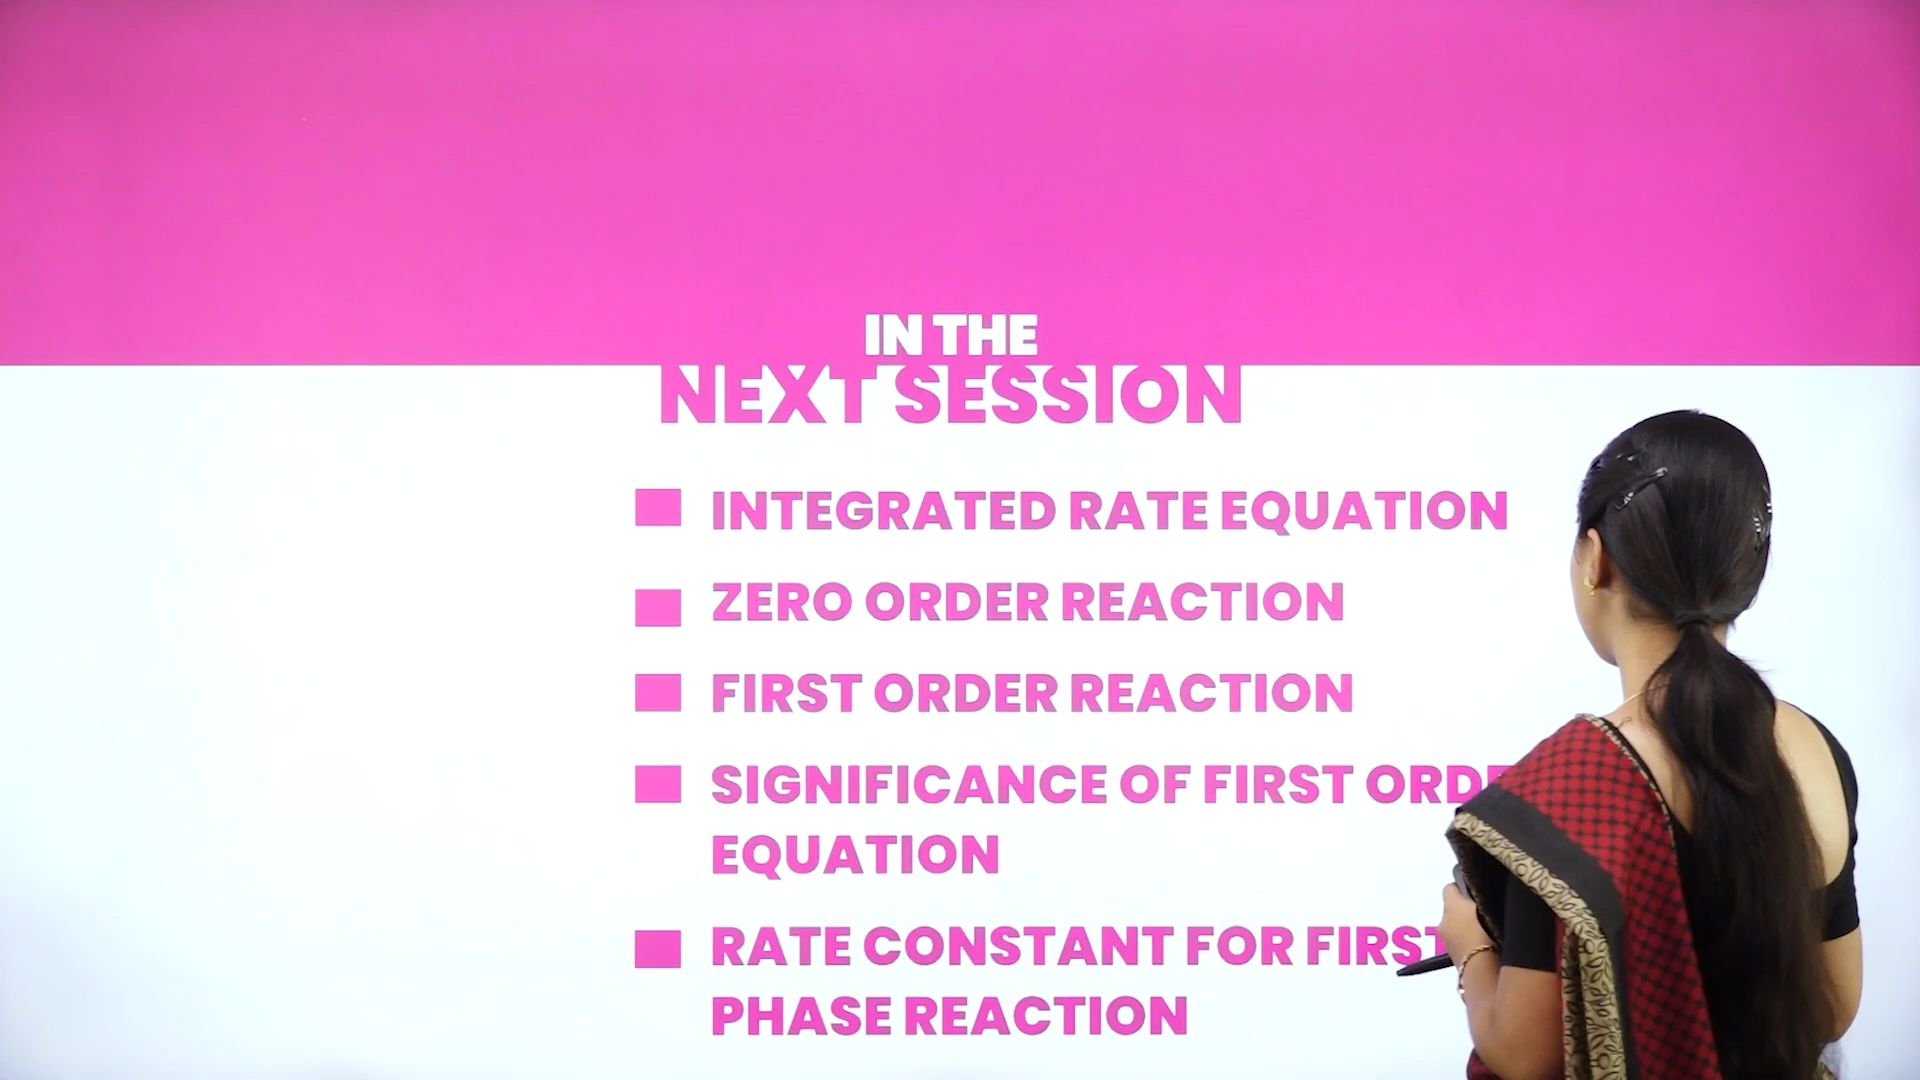 IN THE
NEXT SESSION
INTEGRATED RATE EQUATION
ZERO ORDER REACTION
FIRST ORDER REACTION
SIGNIFICANCE OF FIRST
EQUATION
RATE CONSTANT FOR FIRST
PHASE REACTION